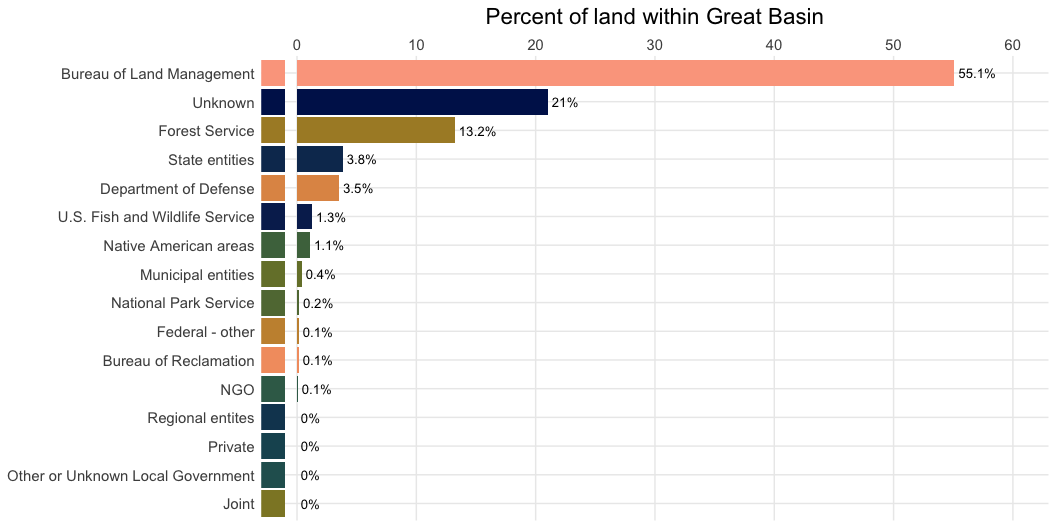 Percent of land within Great Basin
0 10 20 30 40 50 60
Bureau of Land Management 55.1%
Unknown 21%
Forest Service 13.2%
State entities 3.8%
Department of Defense 3.5%
U.S. Fish and Wildlife Service 1.3%
Native American areas 1.1%
Municipal entities 0.4%
National Park Service 0.2%
Federal - other 0.1%
Bureau of Reclamation 0.1%
NGO 0.1%
Regional entites 0%
Private 0%
Other or Unknown Local Government 0%
Joint 0%